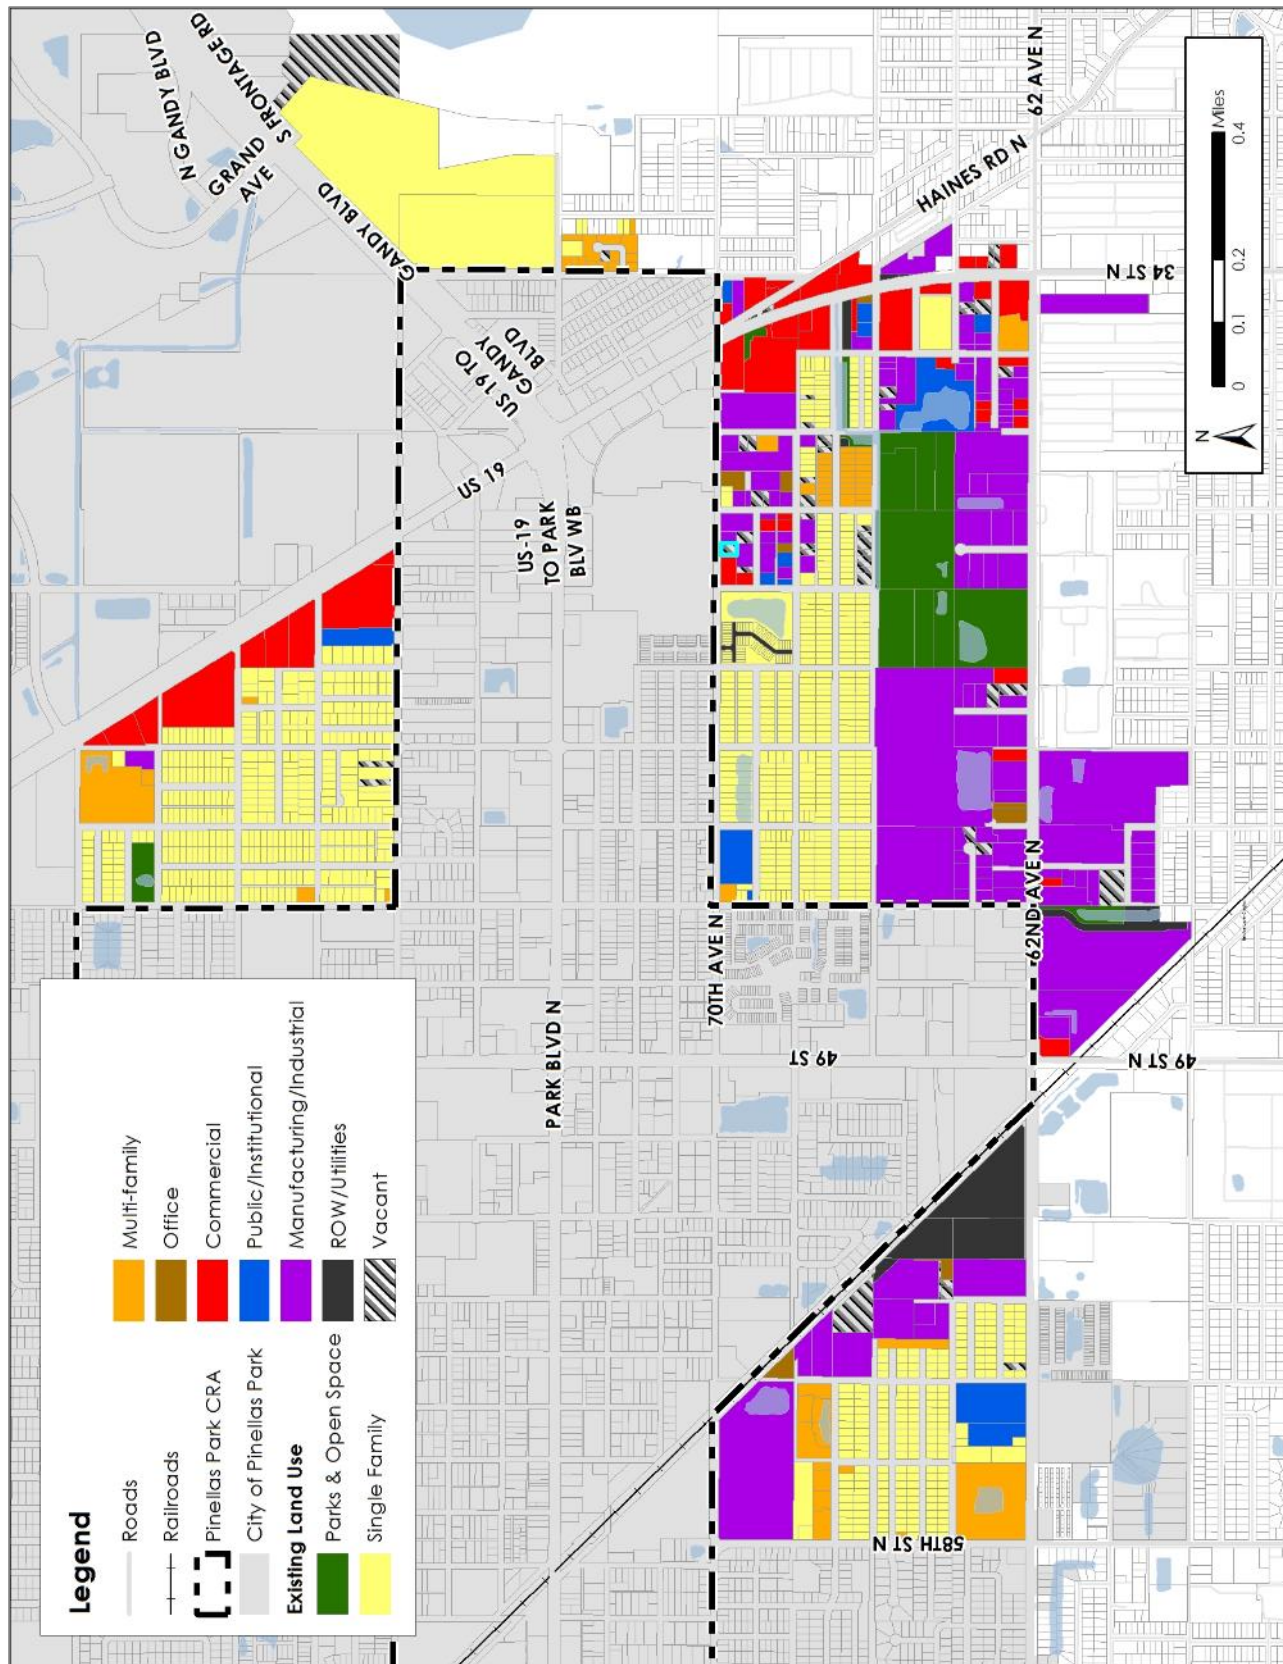 Legend
Roads
Railroads
Pinellas Park CRA
City of Pinellas Park
Existing Land Use
Parks & Open Space
Single Family
Multi-family
Office
Commercial
Public/Institutional
Manufacturing/Industrial
ROW/Utilities
Vacant
N GANDY BLVD
S FRONTAGE RD
GRAND
AVE
GANDY BLVD
US 19 TO
GANDY
BLVD
US 19
US-19
TO PARK
BLV WB
PARK BLVD N
70TH AVE N
49 ST
62ND AVE N
49 ST N
58TH ST N
HAINES RD N
62 AVE N
34 ST N
N
0
0.1
0.2
0.4
Miles